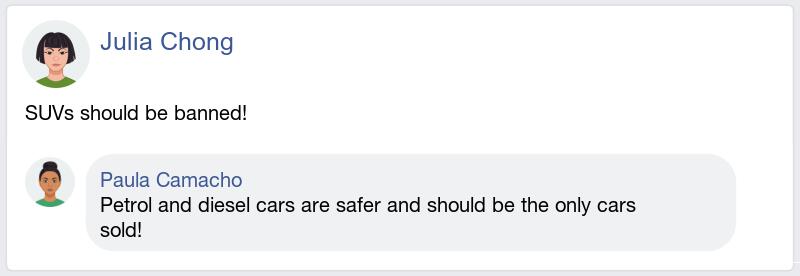 Julia Chong
SUVs should be banned!
Paula Camacho
Petrol and diesel cars are safer and should be the only cars
sold!